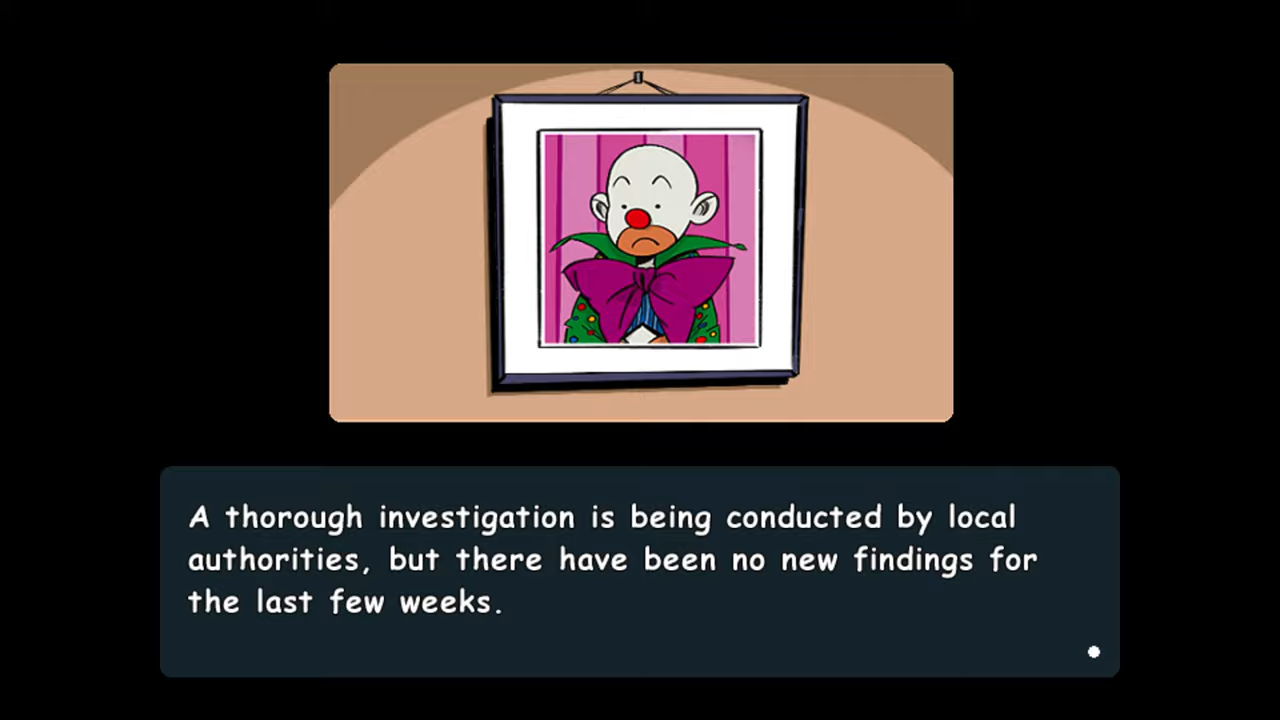 A thorough investigation is being conducted by local
authorities, but there have been no new findings for
the last few weeks.